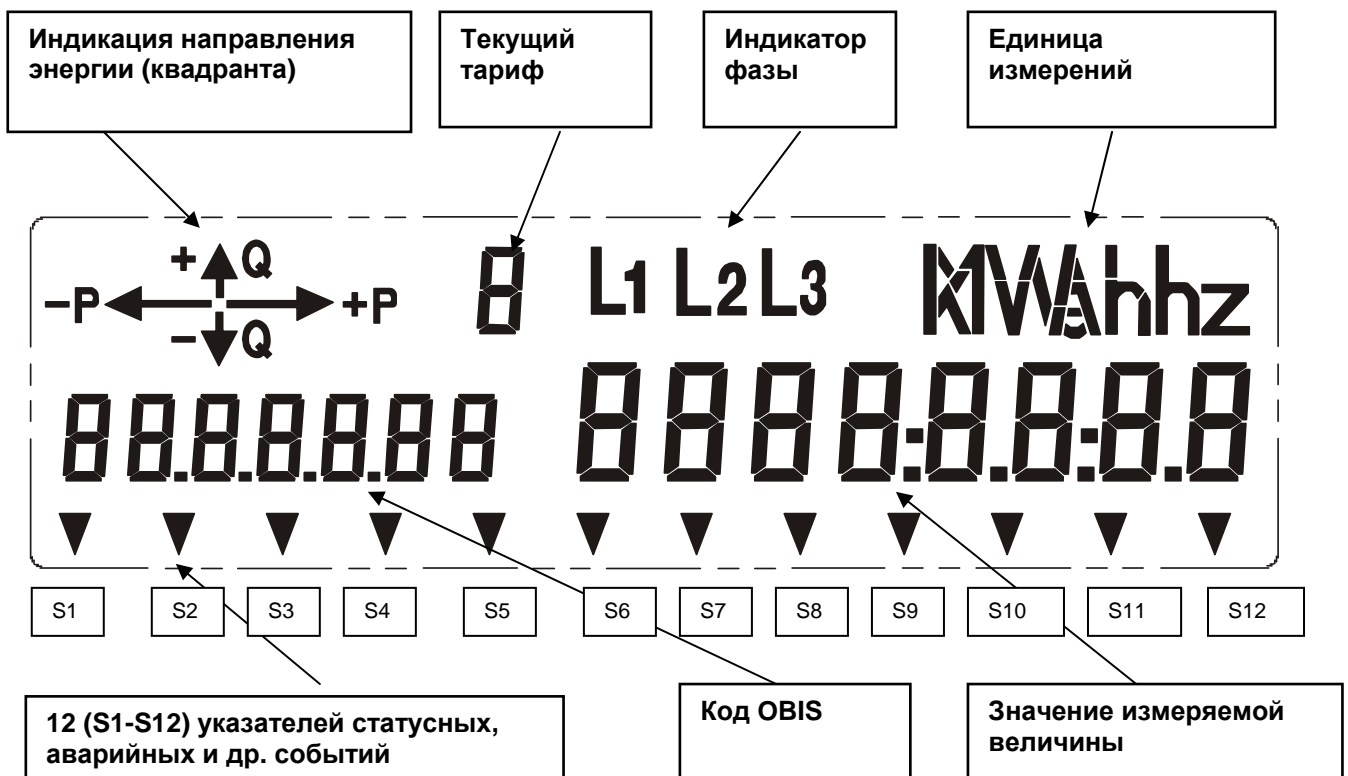 Индикация направления
энергии (квадранта)
Текущий
тариф
Индикатор
фазы
Единица
измерений
+ Q
-P +P
- Q
8 L1 L2 L3 KMWAhhz
88.8.8.8.88 8888:8.8:8.8
S1 S2 S3 S4 S5 S6 S7 S8 S9 S10 S11 S12
12 (S1-S12) указателей статусных,
аварийных и др. событий
Код OBIS
Значение измеряемой
величины